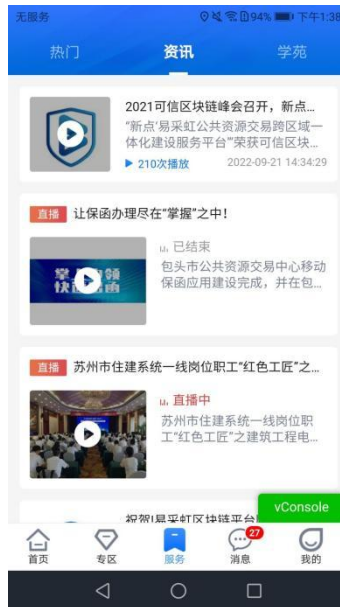 无服务 94% 下午1:38
热门 资讯 学苑
2021可信区块链峰会召开，新点...
“新点‘易采虹公共资源交易跨区域一
体化建设服务平台’”荣获可信区块...
210次播放 2022-09-21 14:34:29
直播 让保函办理尽在“掌握”之中！
已结束
包头市公共资源交易中心移动
保函应用建设完成，并在包...
直播 苏州市住建系统一线岗位职工“红色工匠”之...
直播中
苏州市住建系统一线岗位职
工“红色工匠”之建筑工程电...
祝贺!易采虹区块链平台
vConsole
首页 专区 服务 消息 27 我的